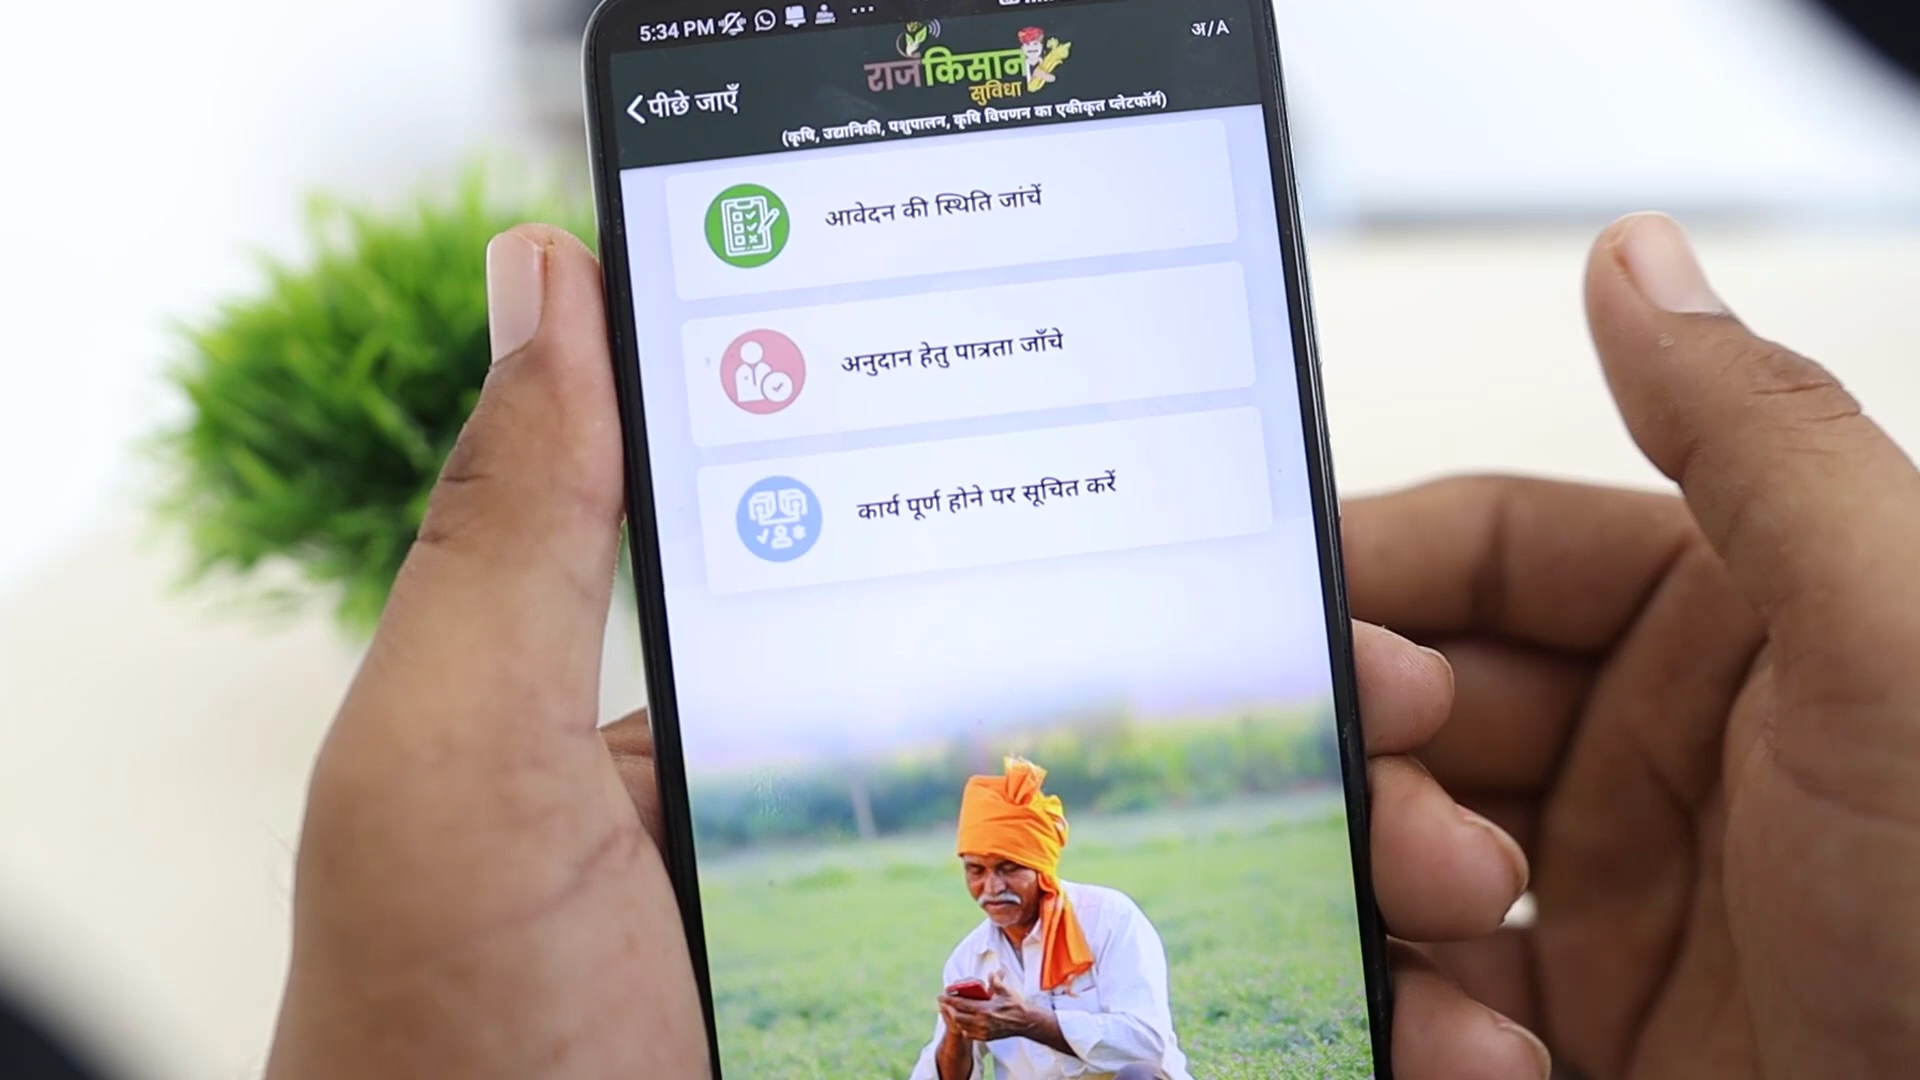 5:34 PM
अ/A
राज किसान
सुविधा
पीछे जाएँ
(कृषि, उद्यानिकी, पशुपालन, कृषि विपणन का एकीकृत प्लेटफॉर्म)
आवेदन की स्थिति जांचें
अनुदान हेतु पात्रता जाँचे
कार्य पूर्ण होने पर सूचित करें